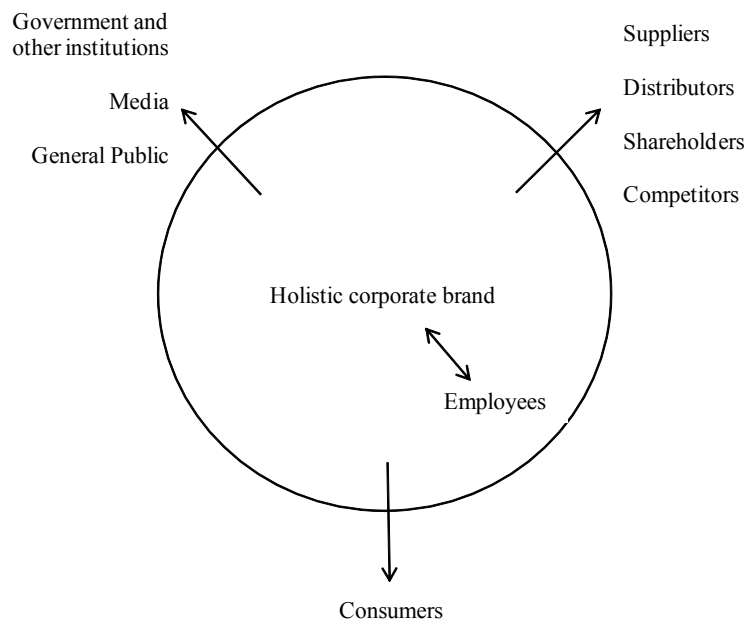 Government and
other institutions
Media
General Public
Suppliers
Distributors
Shareholders
Competitors
Holistic corporate brand
Employees
Consumers